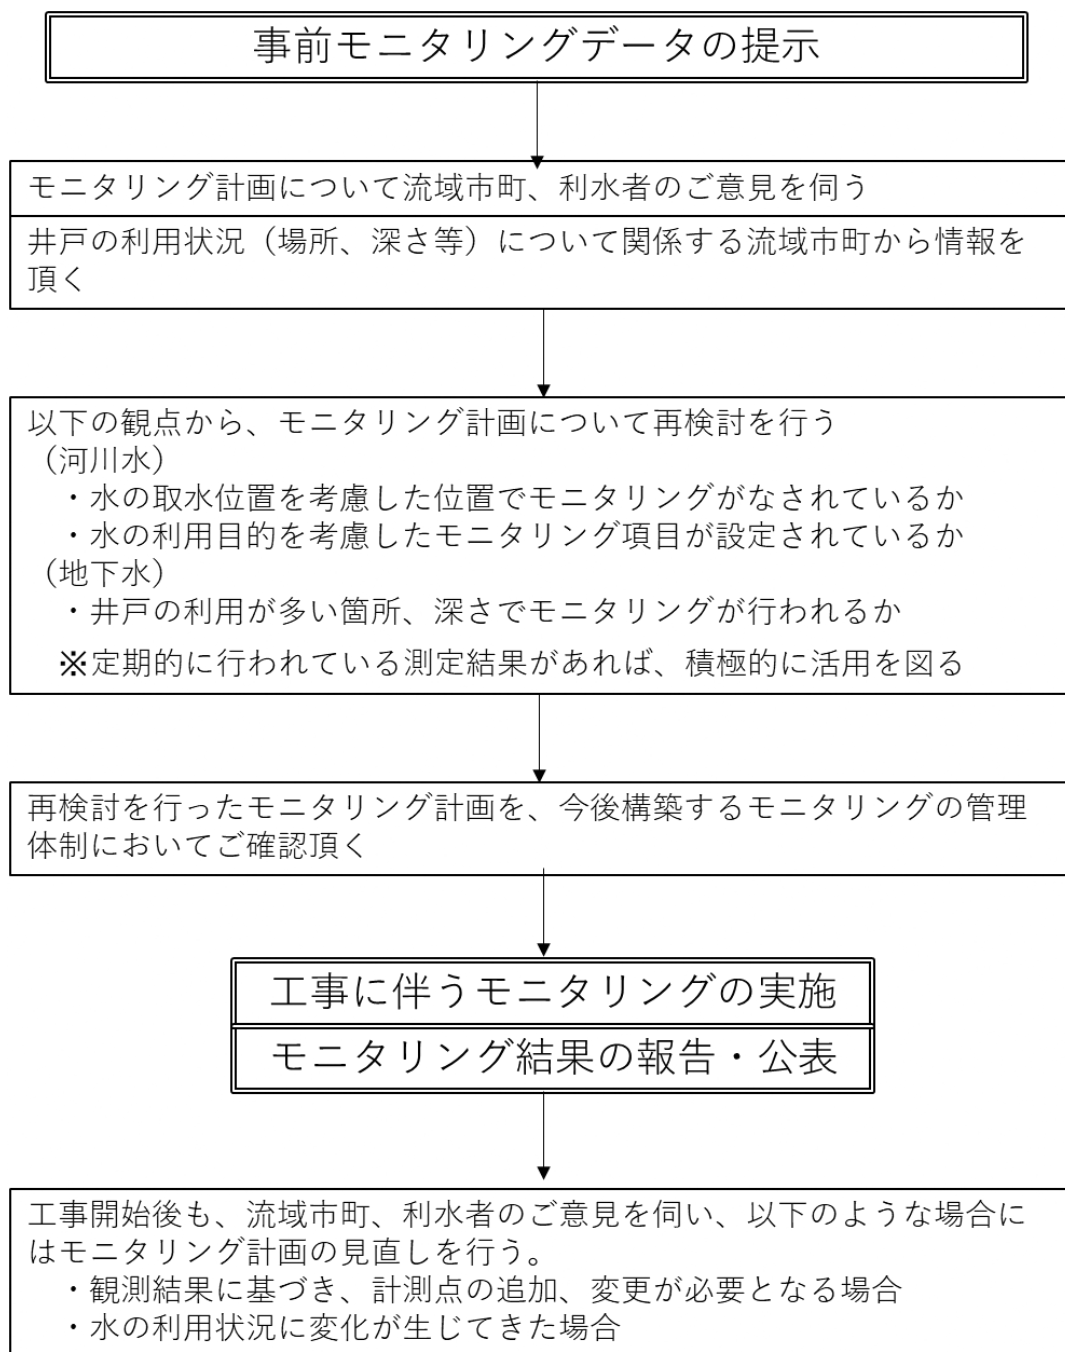 事前モニタリングデータの提示
モニタリング計画について流域市町、利水者のご意見を伺う
井戸の利用状況（場所、深さ等）について関係する流域市町から情報を
頂く
以下の観点から、モニタリング計画について再検討を行う
（河川水）
・水の取水位置を考慮した位置でモニタリングがなされているか
・水の利用目的を考慮したモニタリング項目が設定されているか
（地下水）
・井戸の利用が多い箇所、深さでモニタリングが行われるか
※定期的に行われている測定結果があれば、積極的に活用を図る
再検討を行ったモニタリング計画を、今後構築するモニタリングの管理
体制においてご確認頂く
工事に伴うモニタリングの実施
モニタリング結果の報告・公表
工事開始後も、流域市町、利水者のご意見を伺い、以下のような場合に
はモニタリング計画の見直しを行う。
・観測結果に基づき、計測点の追加、変更が必要となる場合
・水の利用状況に変化が生じてきた場合